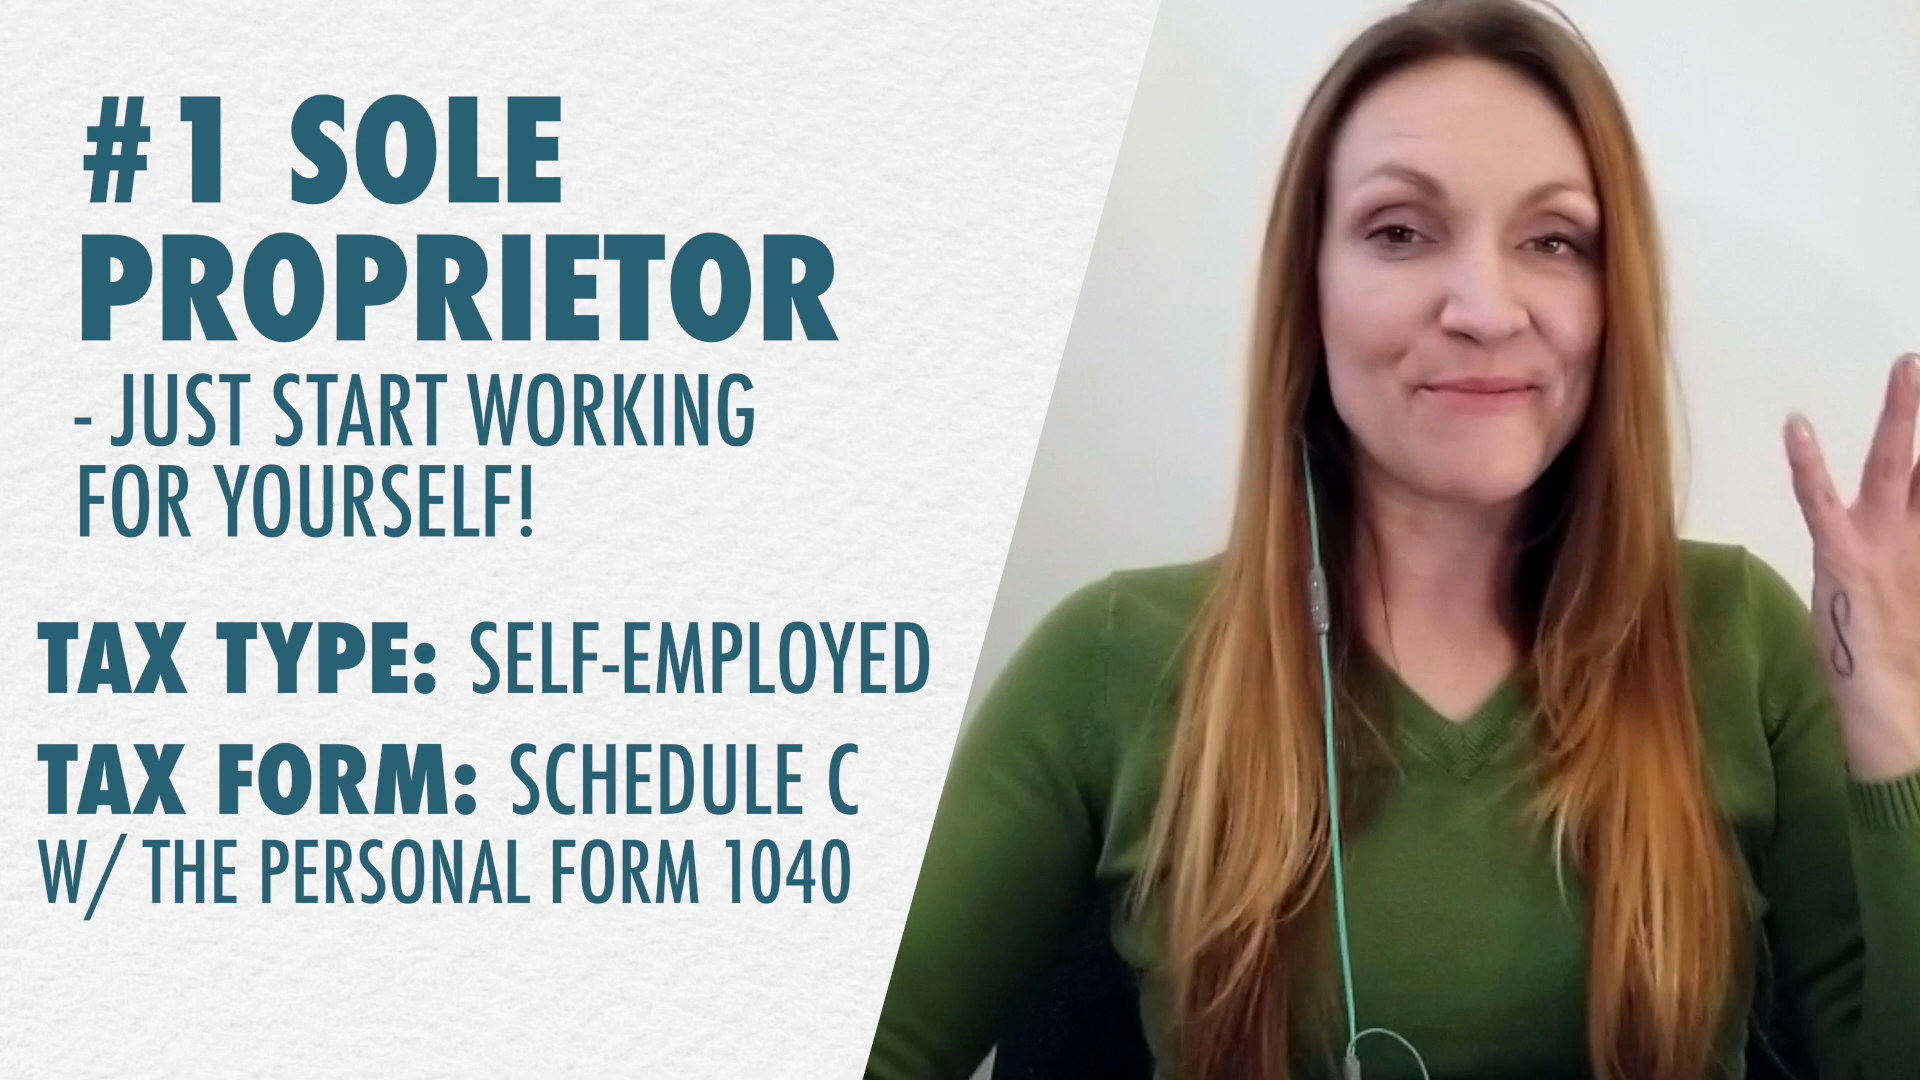 #1 SOLE
PROPRIETOR
- JUST START WORKING
FOR YOURSELF!
TAX TYPE: SELF-EMPLOYED
TAX FORM: SCHEDULE C
W/ THE PERSONAL FORM 1040